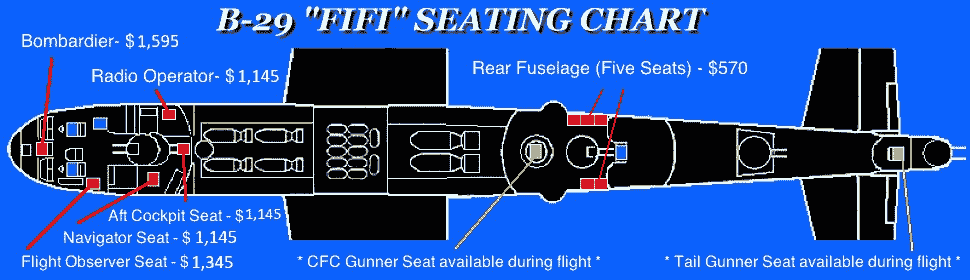 B-29 "FIFI" SEATING CHART
Bombardier- $1,595
Radio Operator- $1,145
Rear Fuselage (Five Seats) - $570
Aft Cockpit Seat - $1,145
Navigator Seat - $1,145
Flight Observer Seat - $1,345
* CFC Gunner Seat available during flight *
* Tail Gunner Seat available during flight *